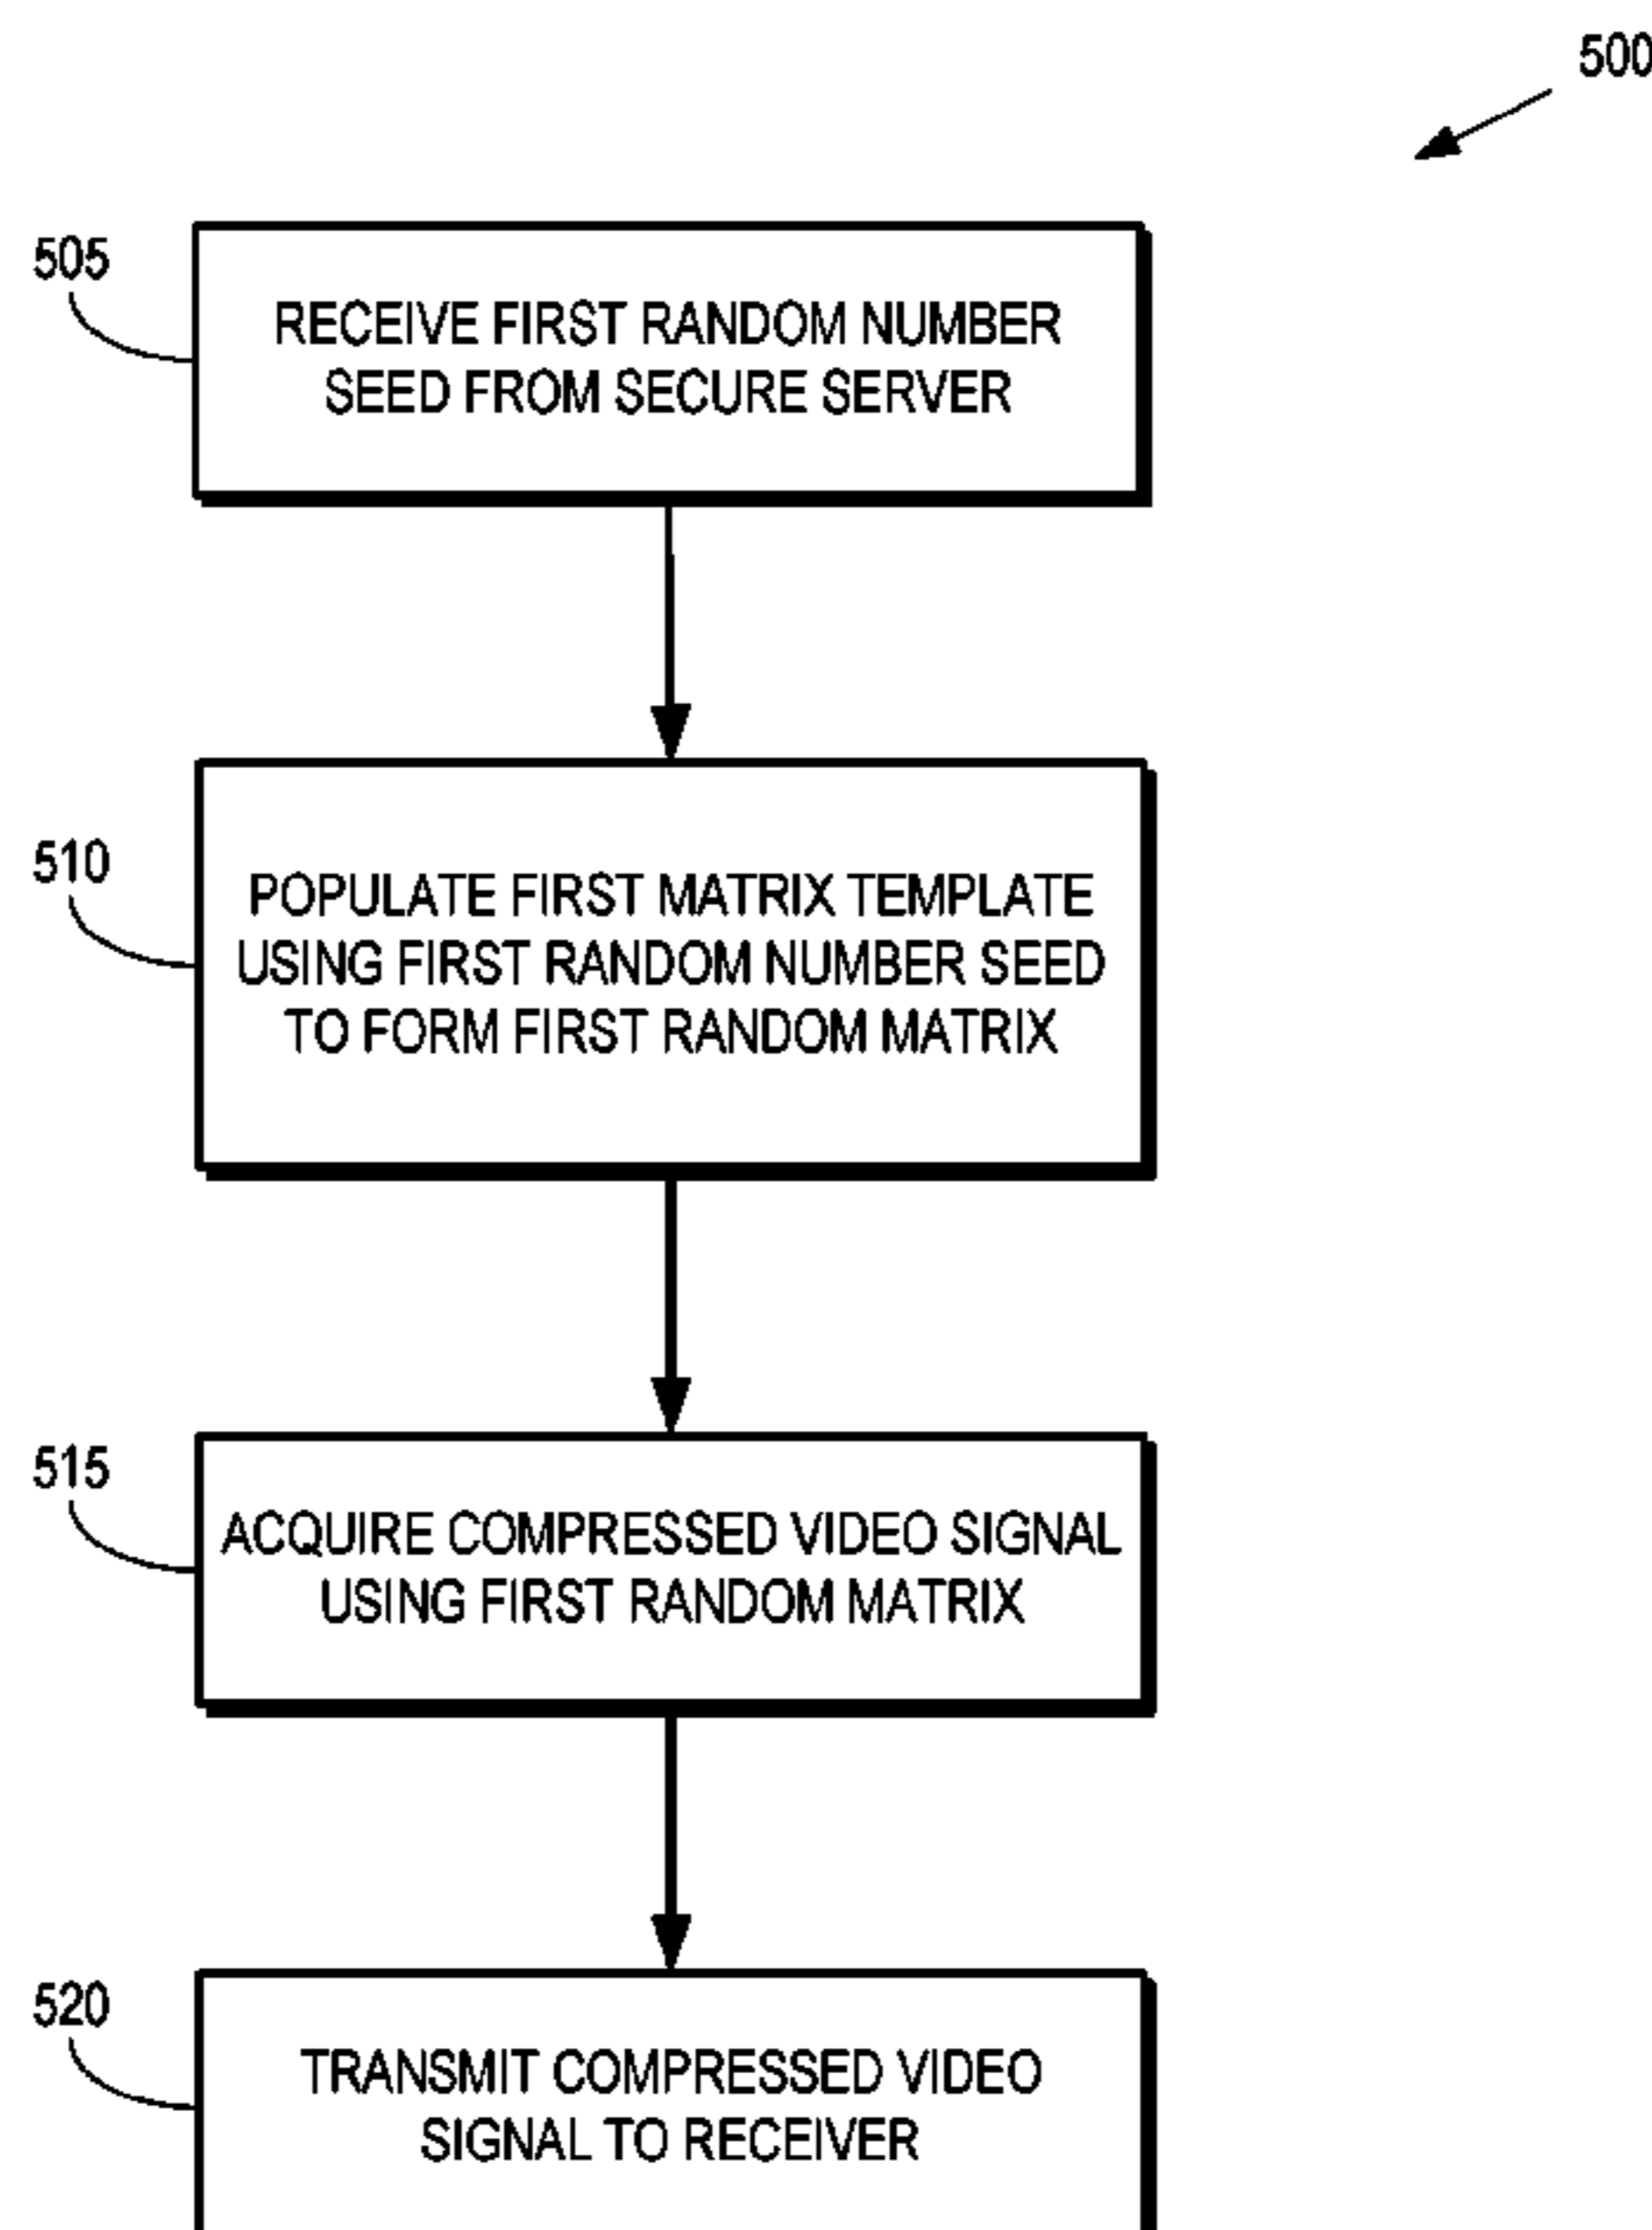 500
505
RECEIVE FIRST RANDOM NUMBER
SEED FROM SECURE SERVER
510
POPULATE FIRST MATRIX TEMPLATE
USING FIRST RANDOM NUMBER SEED
TO FORM FIRST RANDOM MATRIX
515
ACQUIRE COMPRESSED VIDEO SIGNAL
USING FIRST RANDOM MATRIX
520
TRANSMIT COMPRESSED VIDEO
SIGNAL TO RECEIVER